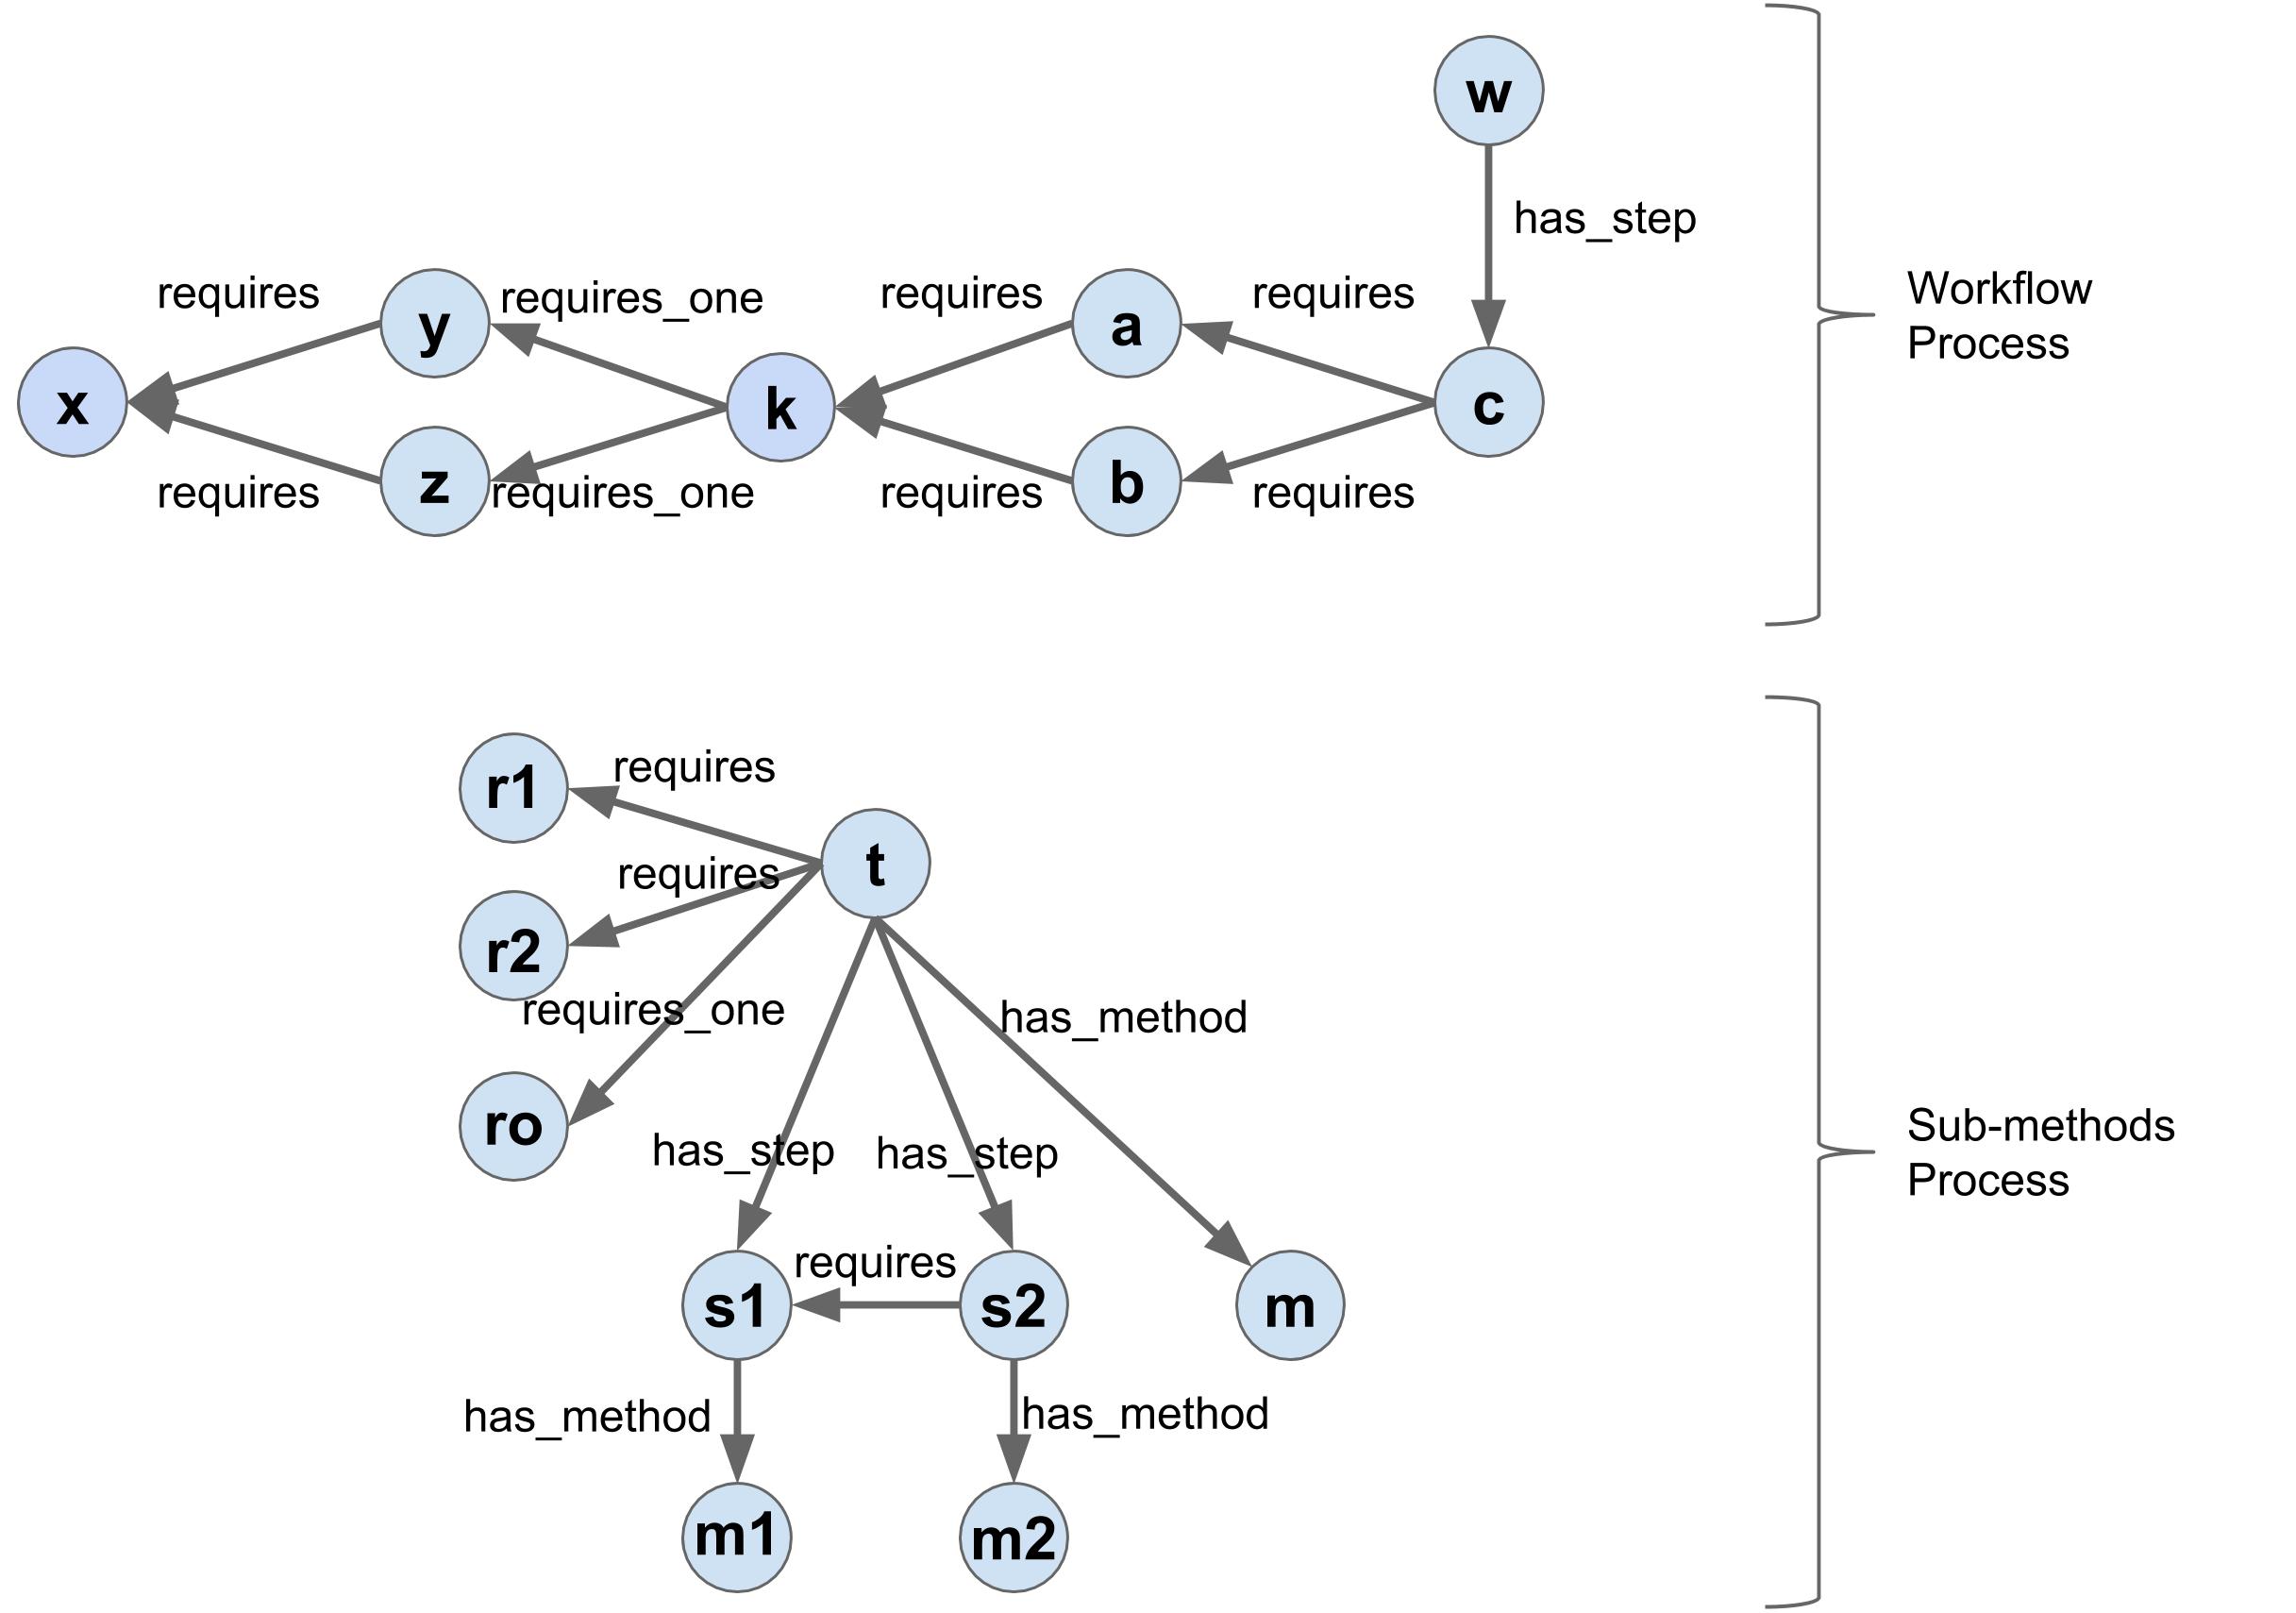 w
has_step
requires
y
requires_one
requires
a
requires
Workflow
Process
x
k
c
requires
z
requires_one
requires
b
requires
r1
requires
t
requires
r2
requires_one
has_method
ro
has_step
has_step
Sub-methods
Process
requires
s1
s2
m
has_method
has_method
m1
m2